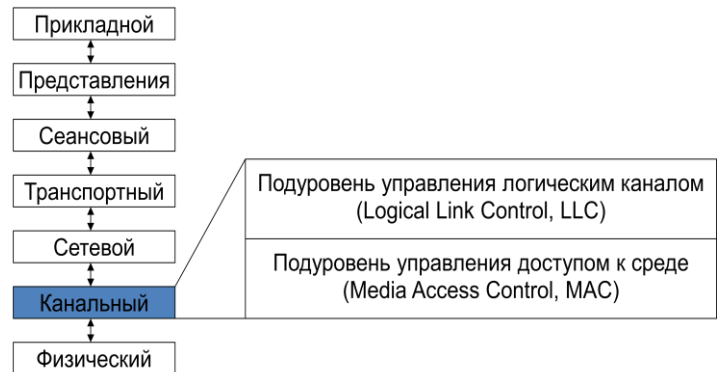 Прикладной
Представления
Сеансовый
Транспортный
Сетевой
Канальный
Физический
Подуровень управления логическим каналом
(Logical Link Control, LLC)
Подуровень управления доступом к среде
(Media Access Control, MAC)